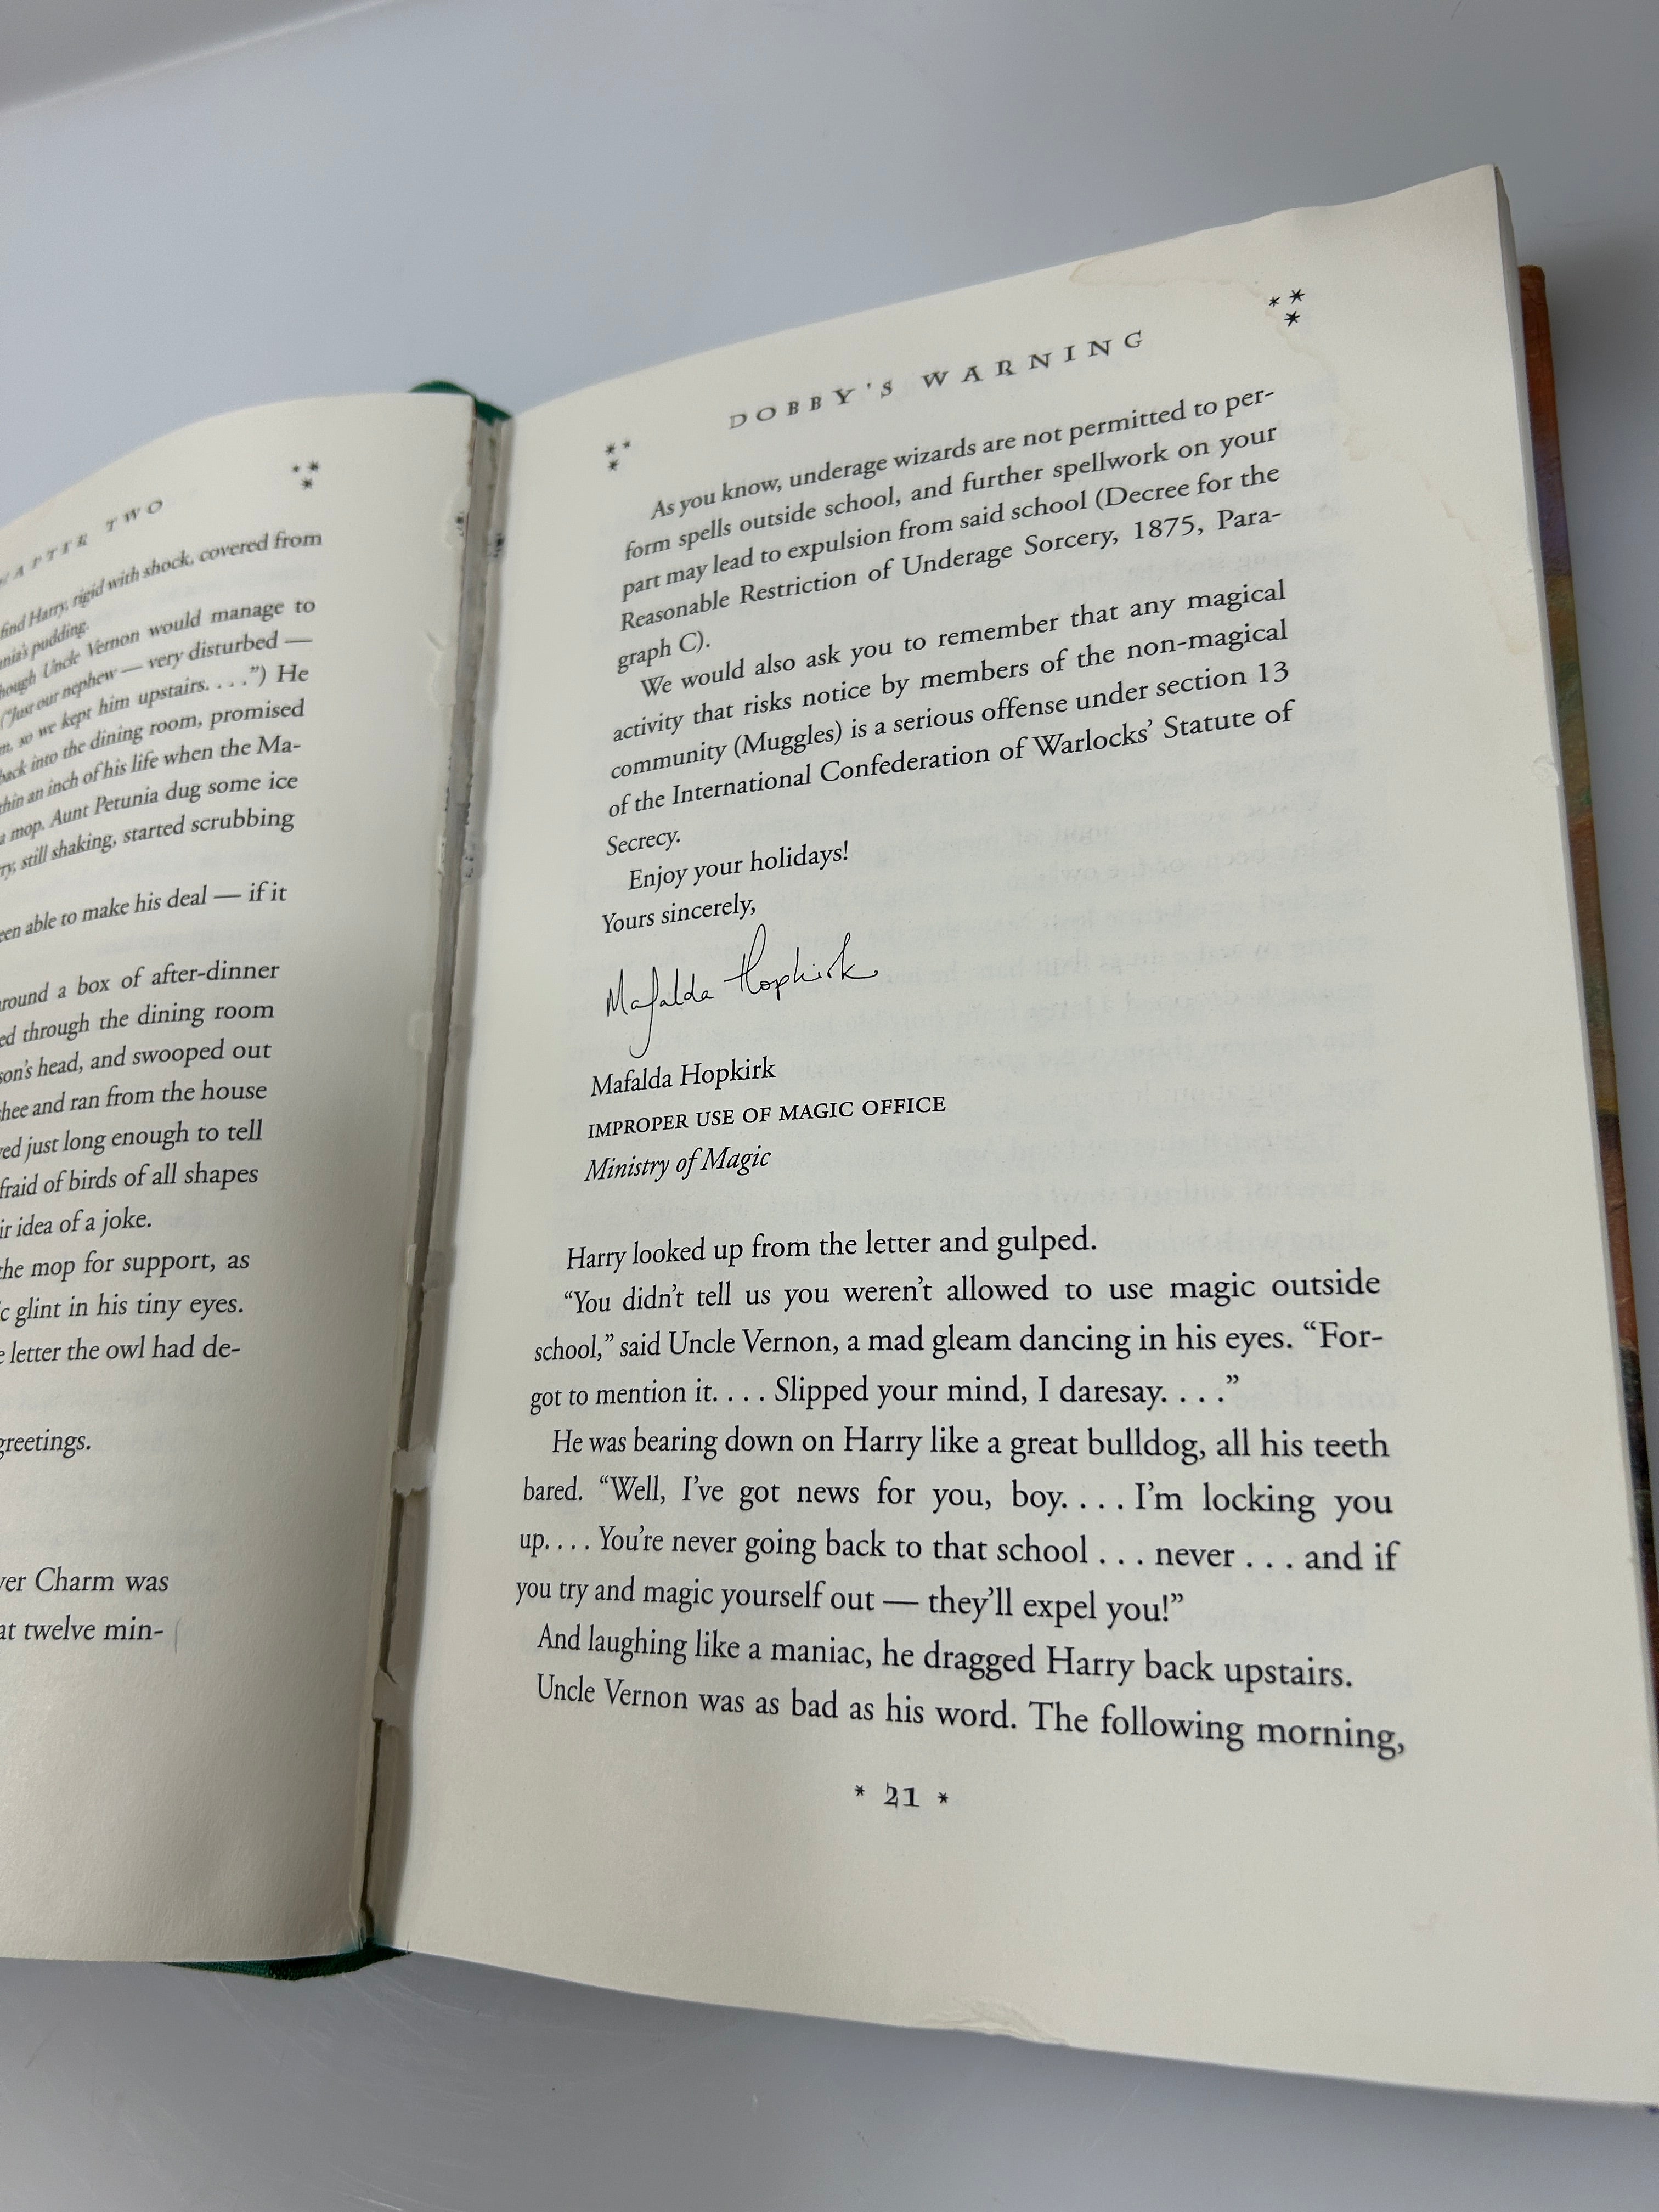 TWO
find Harry, rigid with shock, covered from
pudding.
Uncle Vernon would manage to
("Just our nephew — very disturbed —
so we kept him upstairs. . . .") He
back into the dining room, promised
an inch of his life when the Ma-
mop. Aunt Petunia dug some ice
still shaking, started scrubbing
able to make his deal — if it
a box of after-dinner
through the dining room
head, and swooped out
and ran from the house
just long enough to tell
of birds of all shapes
idea of a joke.
the mop for support, as
glint in his tiny eyes.
letter the owl had de-
greetings.
Charm was
twelve min-
DOBBY'S WARNING
As you know, underage wizards are not permitted to per-
form spells outside school, and further spellwork on your
part may lead to expulsion from said school (Decree for the
Reasonable Restriction of Underage Sorcery, 1875, Para-
graph C).
We would also ask you to remember that any magical
activity that risks notice by members of the non-magical
community (Muggles) is a serious offense under section 13
of the International Confederation of Warlocks' Statute of
Secrecy.
Enjoy your holidays!
Yours sincerely,
Mafalda Hopkirk
Mafalda Hopkirk
IMPROPER USE OF MAGIC OFFICE
Ministry of Magic
Harry looked up from the letter and gulped.
"You didn't tell us you weren't allowed to use magic outside
school," said Uncle Vernon, a mad gleam dancing in his eyes. "For-
got to mention it. . . . Slipped your mind, I daresay. . . ."
He was bearing down on Harry like a great bulldog, all his teeth
bared. "Well, I've got news for you, boy. . . . I'm locking you
up. . . . You're never going back to that school . . . never . . . and if
you try and magic yourself out — they'll expel you!"
And laughing like a maniac, he dragged Harry back upstairs.
Uncle Vernon was as bad as his word. The following morning,
* 21 *